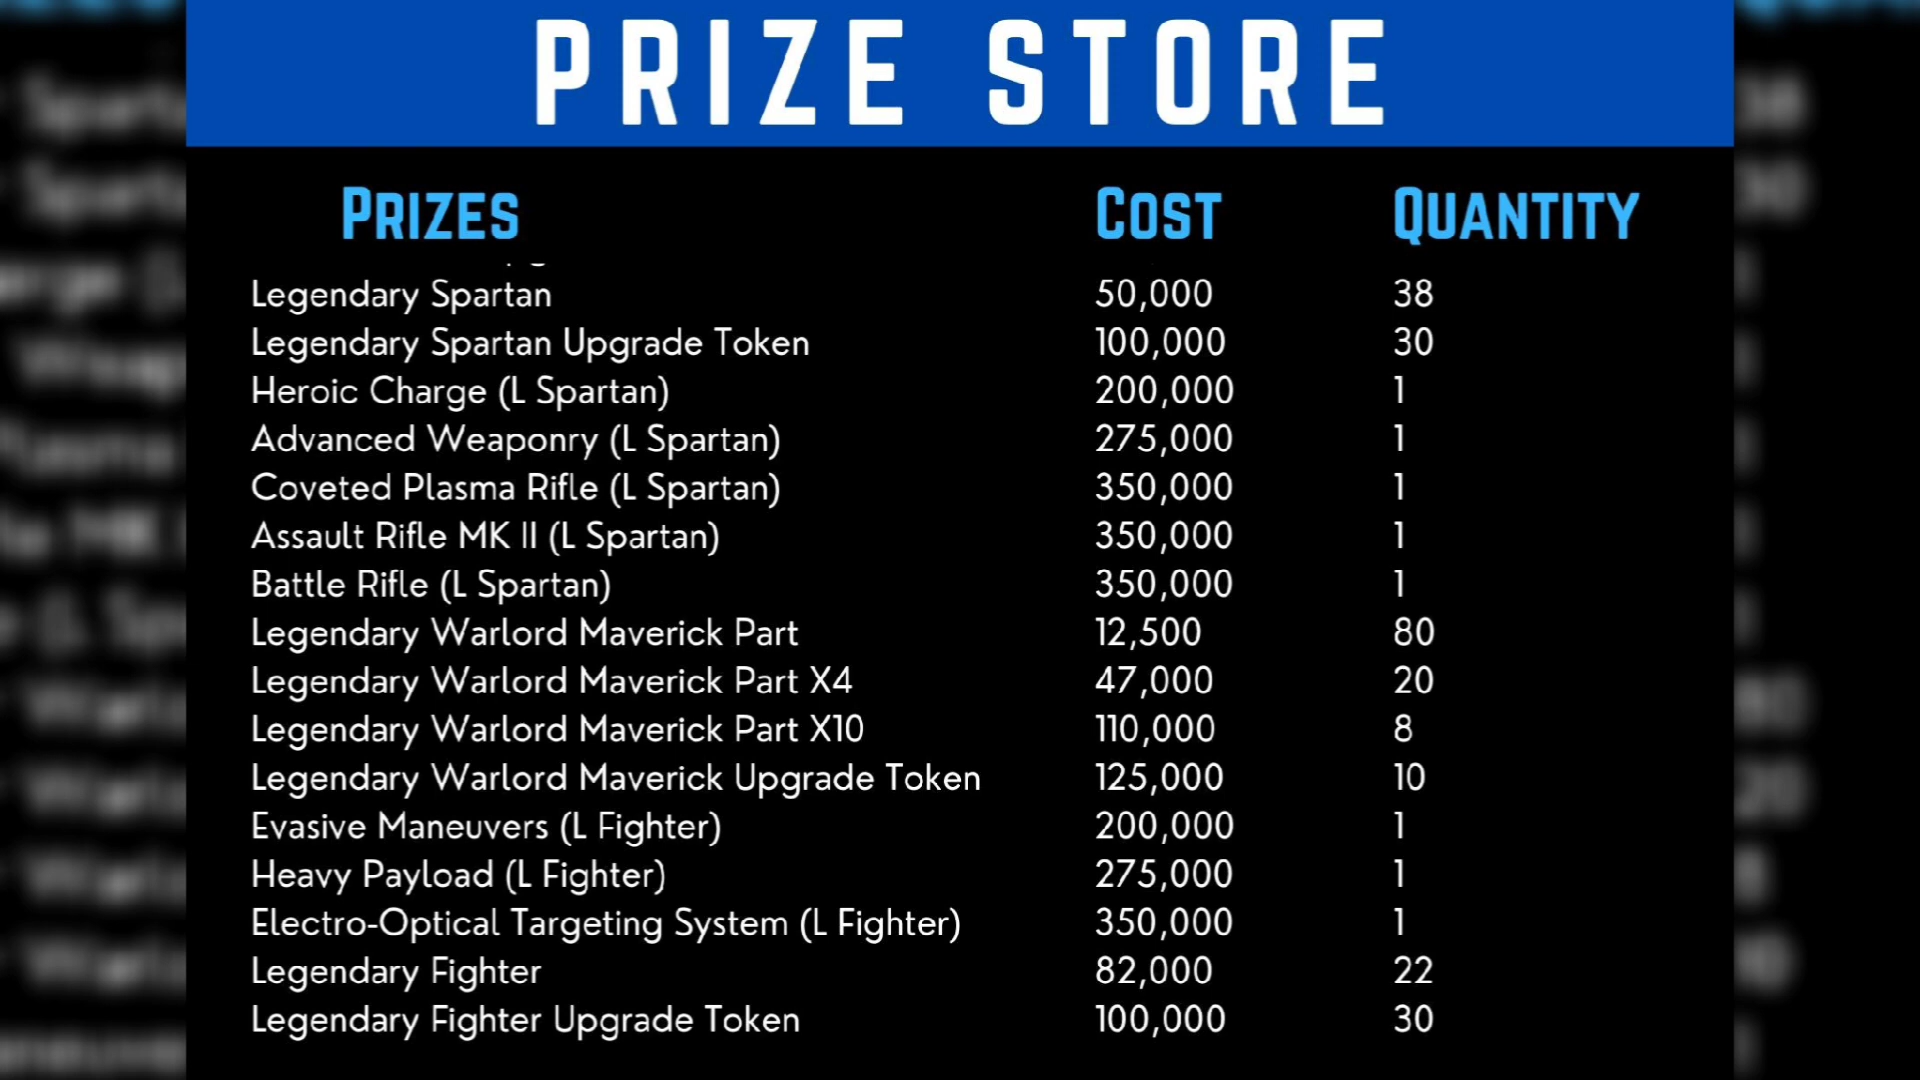 PRIZE STORE
PRIZES COST QUANTITY
Legendary Spartan 50,000 38
Legendary Spartan Upgrade Token 100,000 30
Heroic Charge (L Spartan) 200,000 1
Advanced Weaponry (L Spartan) 275,000 1
Coveted Plasma Rifle (L Spartan) 350,000 1
Assault Rifle MK II (L Spartan) 350,000 1
Battle Rifle (L Spartan) 350,000 1
Legendary Warlord Maverick Part 12,500 80
Legendary Warlord Maverick Part X4 47,000 20
Legendary Warlord Maverick Part X10 110,000 8
Legendary Warlord Maverick Upgrade Token 125,000 10
Evasive Maneuvers (L Fighter) 200,000 1
Heavy Payload (L Fighter) 275,000 1
Electro-Optical Targeting System (L Fighter) 350,000 1
Legendary Fighter 82,000 22
Legendary Fighter Upgrade Token 100,000 30